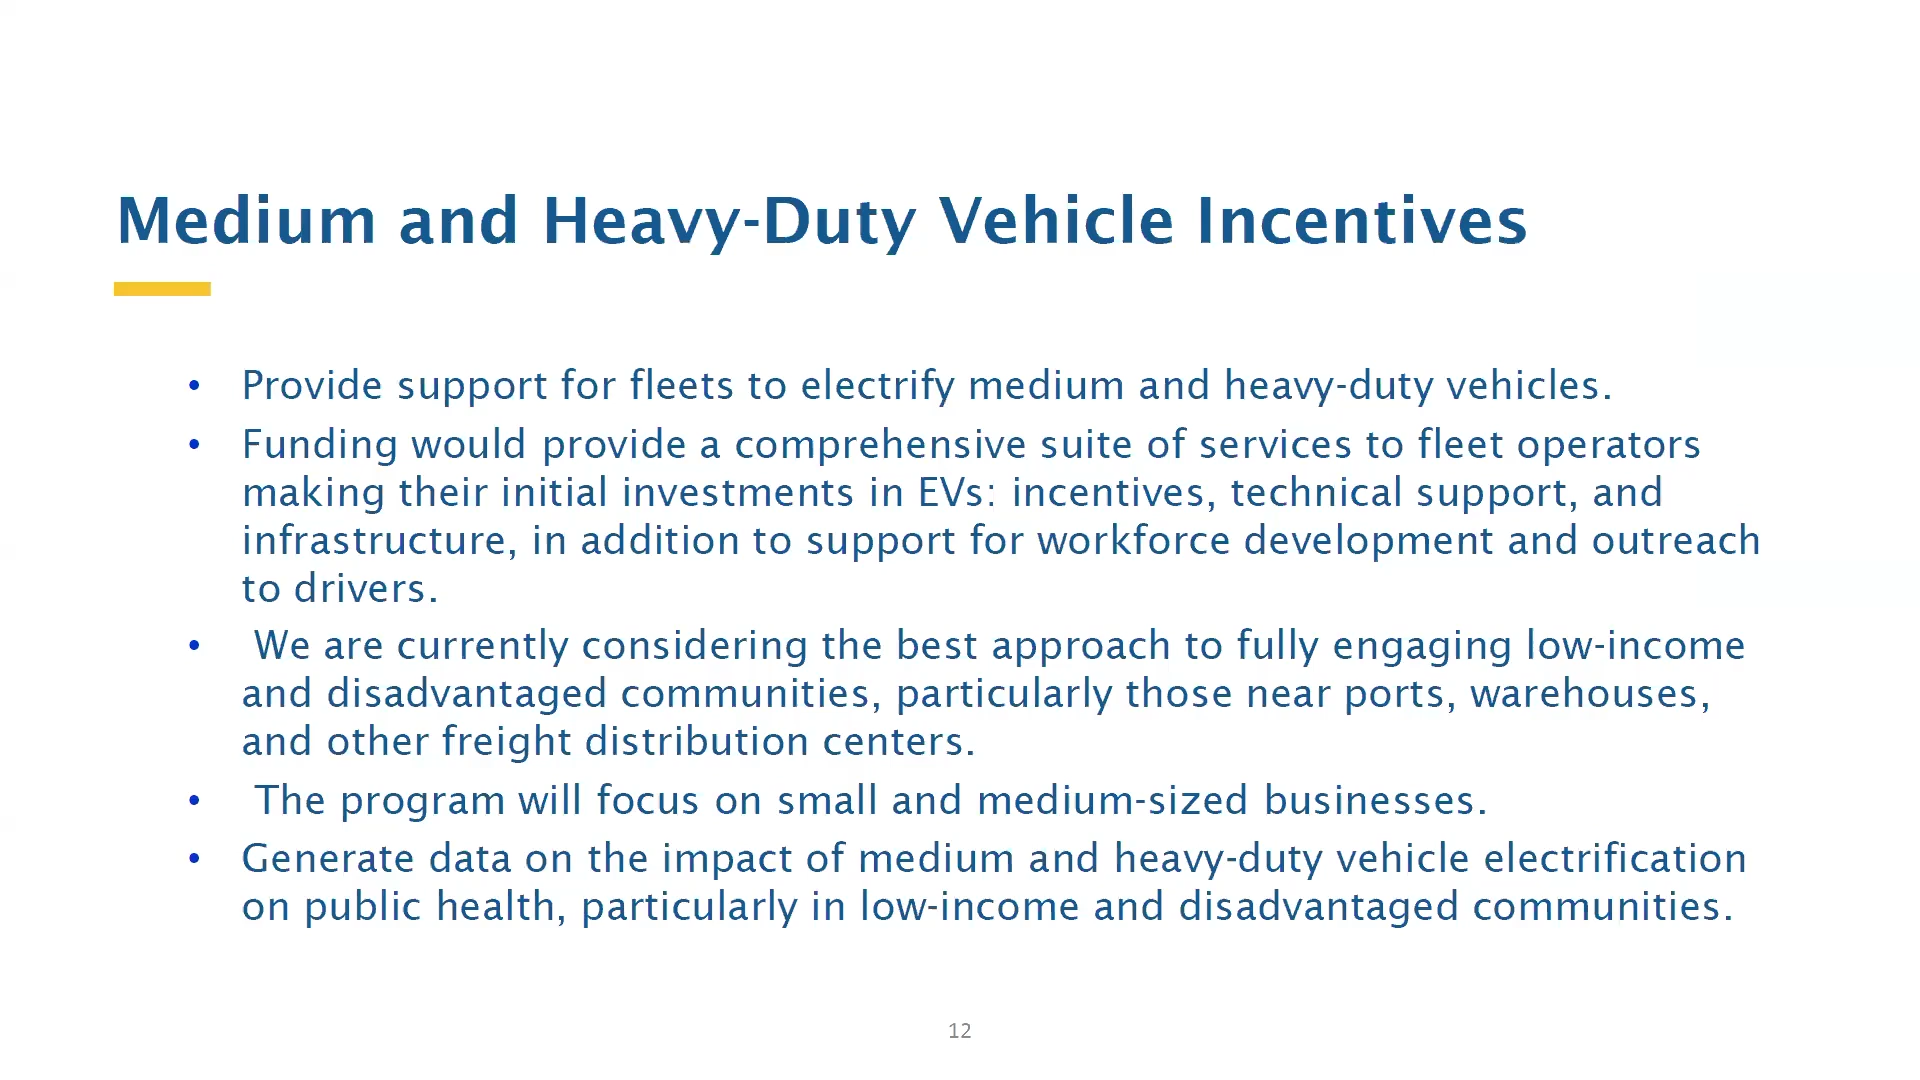 Medium and Heavy-Duty Vehicle Incentives
• Provide support for fleets to electrify medium and heavy-duty vehicles.
• Funding would provide a comprehensive suite of services to fleet operators
making their initial investments in EVs: incentives, technical support, and
infrastructure, in addition to support for workforce development and outreach
to drivers.
• We are currently considering the best approach to fully engaging low-income
and disadvantaged communities, particularly those near ports, warehouses,
and other freight distribution centers.
• The program will focus on small and medium-sized businesses.
• Generate data on the impact of medium and heavy-duty vehicle electrification
on public health, particularly in low-income and disadvantaged communities.
12